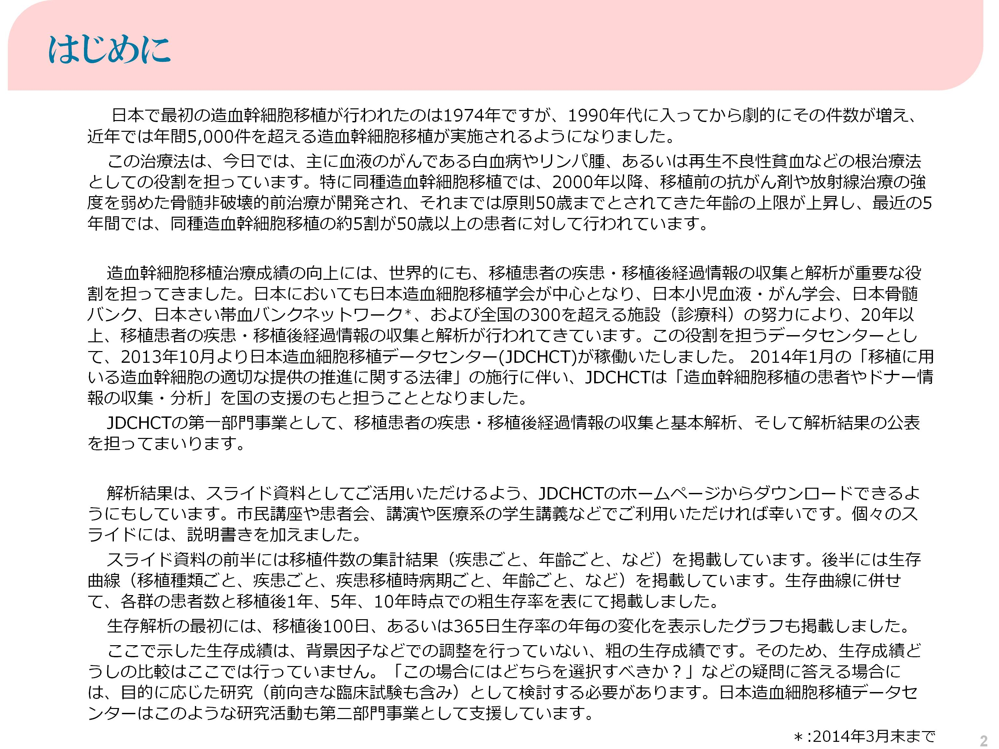 はじめに
日本で最初の造血幹細胞移植が行われたのは1974年ですが、1990年代に入ってから劇的にその件数が増え、
近年では年間5,000件を超える造血幹細胞移植が実施されるようになりました。
この治療法は、今日では、主に血液のがんである白血病やリンパ腫、あるいは再生不良性貧血などの根治療法
としての役割を担っています。特に同種造血幹細胞移植では、2000年以降、移植前の抗がん剤や放射線治療の強
度を弱めた骨髄非破壊的前治療が開発され、それまでは原則50歳までとされてきた年齢の上限が上昇し、最近の5
年間では、同種造血幹細胞移植の約5割が50歳以上の患者に対して行われています。
造血幹細胞移植治療成績の向上には、世界的にも、移植患者の疾患・移植後経過情報の収集と解析が重要な役
割を担ってきました。日本においても日本造血細胞移植学会が中心となり、日本小児血液・がん学会、日本骨髄
バンク、日本さい帯血バンクネットワーク*、および全国の300を超える施設（診療科）の努力により、20年以
上、移植患者の疾患・移植後経過情報の収集と解析が行われてきています。この役割を担うデータセンターとし
て、2013年10月より日本造血細胞移植データセンター(JDCHCT)が稼働いたしました。 2014年1月の「移植に用
いる造血幹細胞の適切な提供の推進に関する法律」の施行に伴い、JDCHCTは「造血幹細胞移植の患者やドナー情
報の収集・分析」を国の支援のもと担うこととなりました。
JDCHCTの第一部門事業として、移植患者の疾患・移植後経過情報の収集と基本解析、そして解析結果の公表
を担ってまいります。
解析結果は、スライド資料としてご活用いただけるよう、JDCHCTのホームページからダウンロードできるよ
うにもしています。市民講座や患者会、講演や医療系の学生講義などでご利用いただければ幸いです。個々のス
ライドには、説明書きを加えました。
スライド資料の前半には移植件数の集計結果（疾患ごと、年齢ごと、など）を掲載しています。後半には生存
曲線（移植種類ごと、疾患ごと、疾患移植時病期ごと、年齢ごと、など）を掲載しています。生存曲線に併せ
て、各群の患者数と移植後1年、5年、10年時点での粗生存率を表にて掲載しました。
生存解析の最初には、移植後100日、あるいは365日生存率の年毎の変化を表示したグラフも掲載しました。
ここで示した生存成績は、背景因子などでの調整を行っていない、粗の生存成績です。そのため、生存成績ど
うしの比較はここでは行っていません。「この場合にはどちらを選択すべきか？」などの疑問に答える場合に
は、目的に応じた研究（前向きな臨床試験も含み）として検討する必要があります。日本造血細胞移植データセ
ンターはこのような研究活動も第二部門事業として支援しています。
＊:2014年3月末まで
2